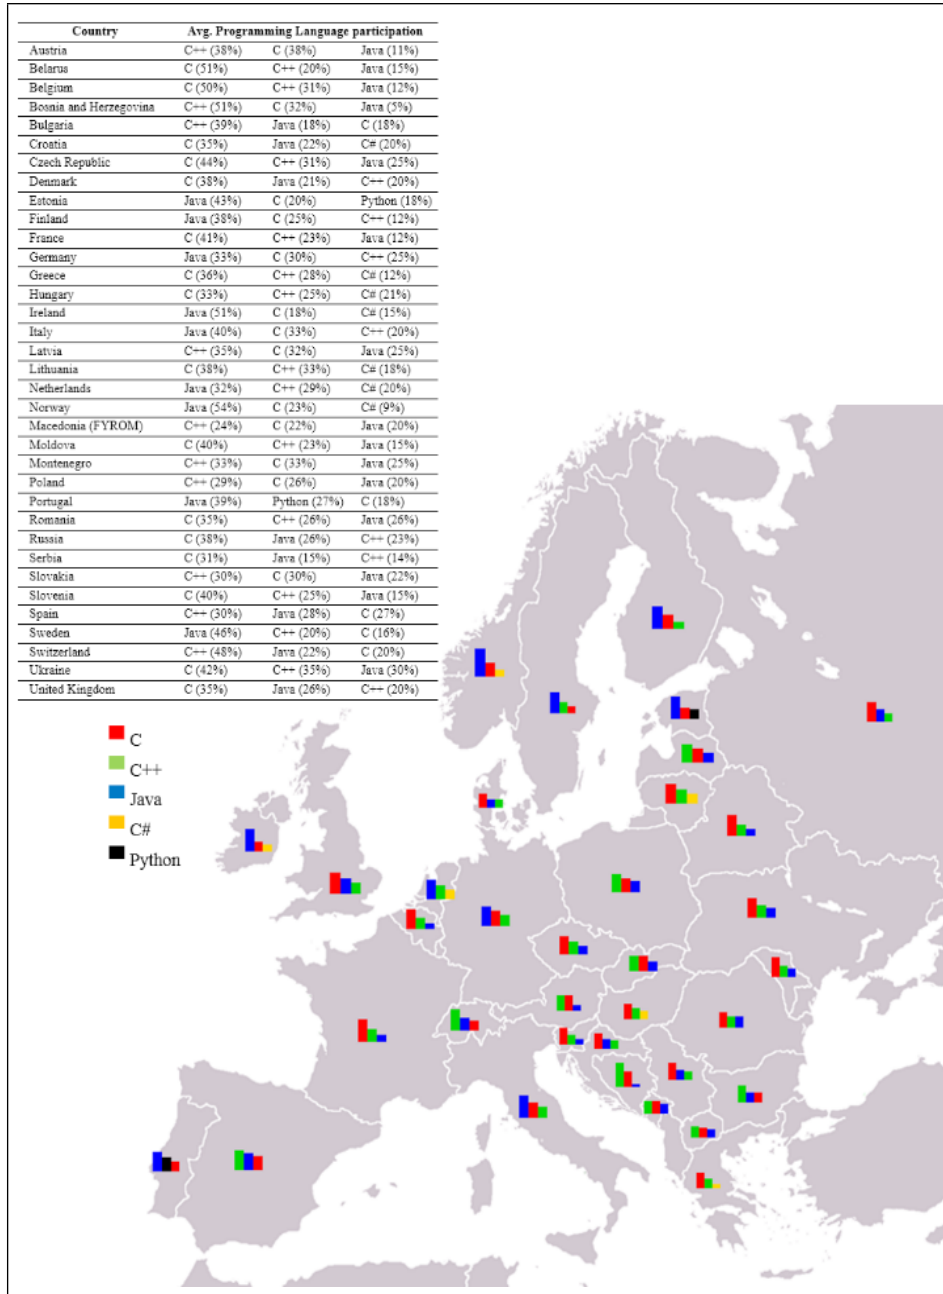 Country Avg. Programming Language participation
Austria C++ (38%) C (38%) Java (11%)
Belarus C (51%) C++ (20%) Java (15%)
Belgium C (50%) C++ (31%) Java (12%)
Bosnia and Herzegovina C++ (51%) C (32%) Java (5%)
Bulgaria C++ (39%) Java (18%) C (18%)
Croatia C (35%) Java (22%) C# (20%)
Czech Republic C (44%) C++ (31%) Java (25%)
Denmark C (38%) Java (21%) C++ (20%)
Estonia Java (43%) C (20%) Python (18%)
Finland Java (38%) C (25%) C++ (12%)
France C (41%) C++ (23%) Java (12%)
Germany Java (33%) C (30%) C++ (25%)
Greece C (36%) C++ (28%) C# (12%)
Hungary C (33%) C++ (25%) C# (21%)
Ireland Java (51%) C (18%) C# (15%)
Italy Java (40%) C (33%) C++ (20%)
Latvia C++ (35%) C (32%) Java (25%)
Lithuania C (38%) C++ (33%) C# (18%)
Netherlands Java (32%) C++ (29%) C# (20%)
Norway Java (54%) C (23%) C# (9%)
Macedonia (FYROM) C++ (24%) C (22%) Java (20%)
Moldova C (40%) C++ (23%) Java (15%)
Montenegro C++ (33%) C (33%) Java (25%)
Poland C++ (29%) C (26%) Java (20%)
Portugal Java (39%) Python (27%) C (18%)
Romania C (35%) C++ (26%) Java (26%)
Russia C (38%) Java (26%) C++ (23%)
Serbia C (31%) Java (15%) C++ (14%)
Slovakia C++ (30%) C (30%) Java (22%)
Slovenia C (40%) C++ (25%) Java (15%)
Spain C++ (30%) Java (28%) C (27%)
Sweden Java (46%) C++ (20%) C (16%)
Switzerland C++ (48%) Java (22%) C (20%)
Ukraine C (42%) C++ (35%) Java (30%)
United Kingdom C (35%) Java (26%) C++ (20%)
C
C++
Java
C#
Python